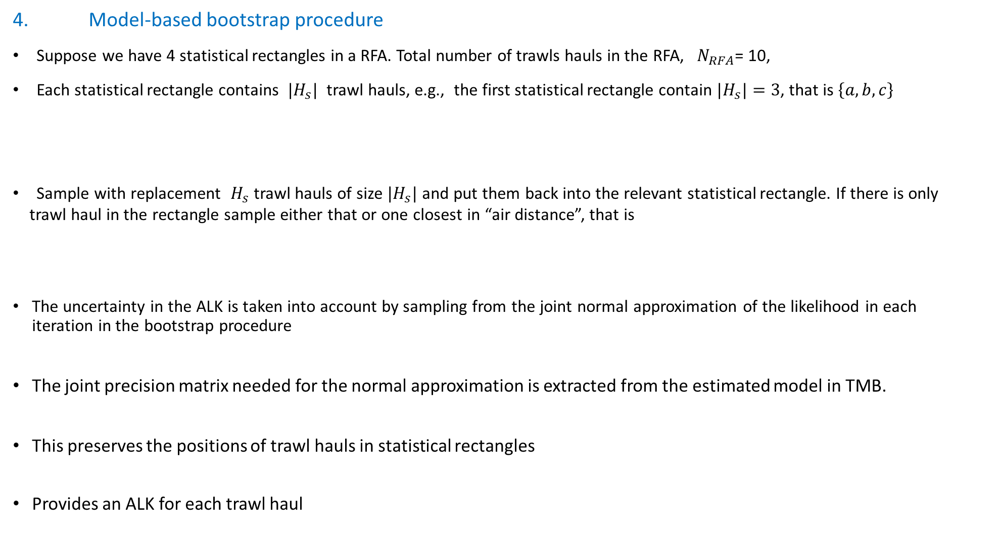 4. Model-based bootstrap procedure
• Suppose we have 4 statistical rectangles in a RFA. Total number of trawls hauls in the RFA, N_RFA= 10,
• Each statistical rectangle contains |H_s| trawl hauls, e.g., the first statistical rectangle contain |H_s| = 3, that is {a, b, c}
• Sample with replacement H_s trawl hauls of size |H_s| and put them back into the relevant statistical rectangle. If there is only
trawl haul in the rectangle sample either that or one closest in “air distance”, that is
• The uncertainty in the ALK is taken into account by sampling from the joint normal approximation of the likelihood in each
iteration in the bootstrap procedure
• The joint precision matrix needed for the normal approximation is extracted from the estimated model in TMB.
• This preserves the positions of trawl hauls in statistical rectangles
• Provides an ALK for each trawl haul